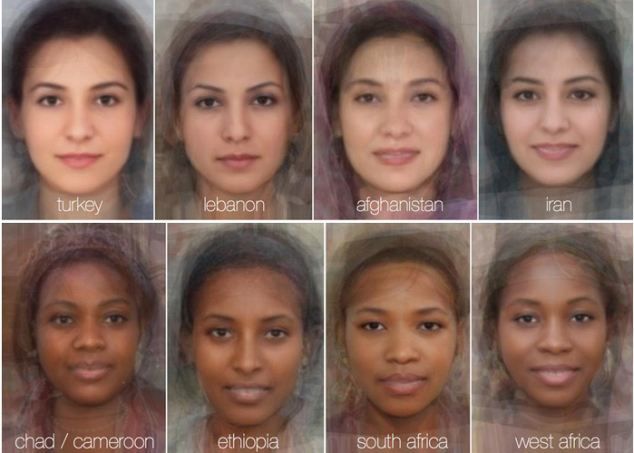 turkey
lebanon
afghanistan
iran
chad / cameroon
ethiopia
south africa
west africa